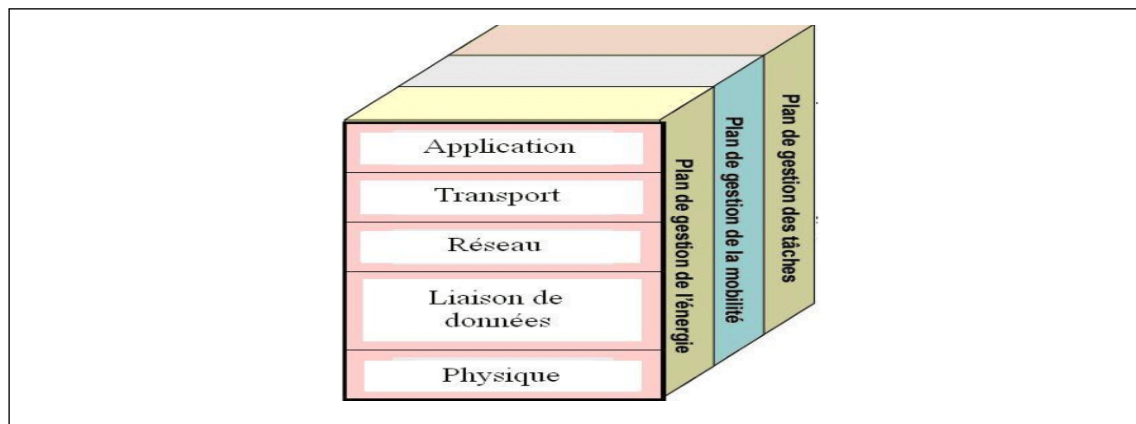 Application
Transport
Réseau
Liaison de
données
Physique
Plan de gestion de l'énergie
Plan de gestion de la mobilité
Plan de gestion des tâches